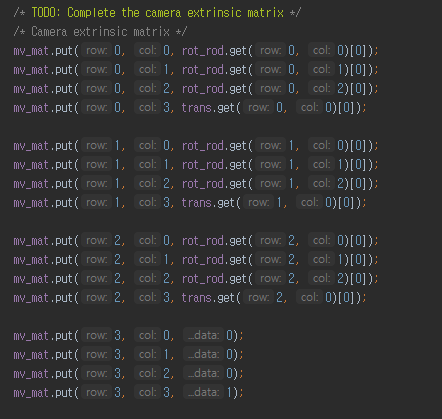 /* TODO: Complete the camera extrinsic matrix */
/* Camera extrinsic matrix */
mv_mat.put( row: 0, col: 0, rot_rod.get( row: 0, col: 0)[0]);
mv_mat.put( row: 0, col: 1, rot_rod.get( row: 0, col: 1)[0]);
mv_mat.put( row: 0, col: 2, rot_rod.get( row: 0, col: 2)[0]);
mv_mat.put( row: 0, col: 3, trans.get( row: 0, col: 0)[0]);
mv_mat.put( row: 1, col: 0, rot_rod.get( row: 1, col: 0)[0]);
mv_mat.put( row: 1, col: 1, rot_rod.get( row: 1, col: 1)[0]);
mv_mat.put( row: 1, col: 2, rot_rod.get( row: 1, col: 2)[0]);
mv_mat.put( row: 1, col: 3, trans.get( row: 1, col: 0)[0]);
mv_mat.put( row: 2, col: 0, rot_rod.get( row: 2, col: 0)[0]);
mv_mat.put( row: 2, col: 1, rot_rod.get( row: 2, col: 1)[0]);
mv_mat.put( row: 2, col: 2, rot_rod.get( row: 2, col: 2)[0]);
mv_mat.put( row: 2, col: 3, trans.get( row: 2, col: 0)[0]);
mv_mat.put( row: 3, col: 0, ...data: 0);
mv_mat.put( row: 3, col: 1, ...data: 0);
mv_mat.put( row: 3, col: 2, ...data: 0);
mv_mat.put( row: 3, col: 3, ...data: 1);